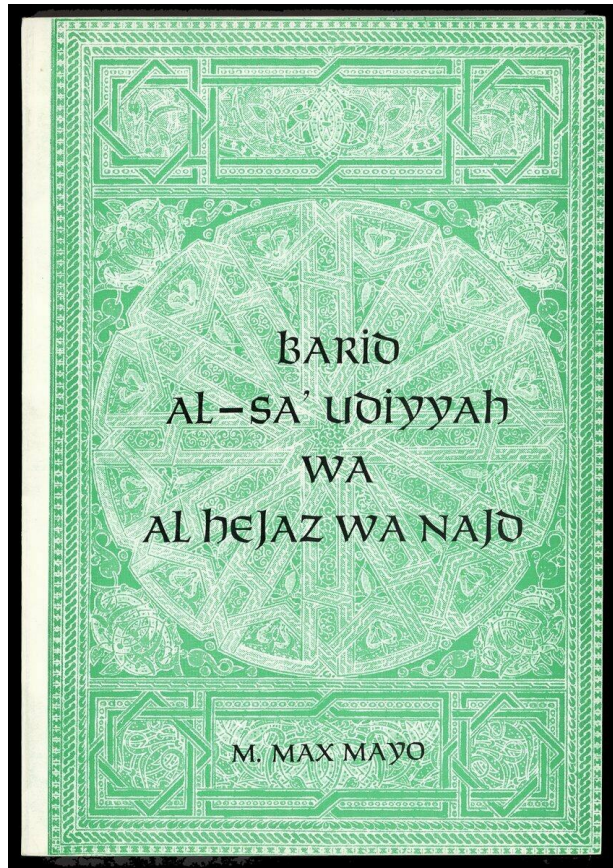 BARID
AL-SA'UDIYYAH
WA
AL HEJAZ WA NAJD
M. MAX MAYO